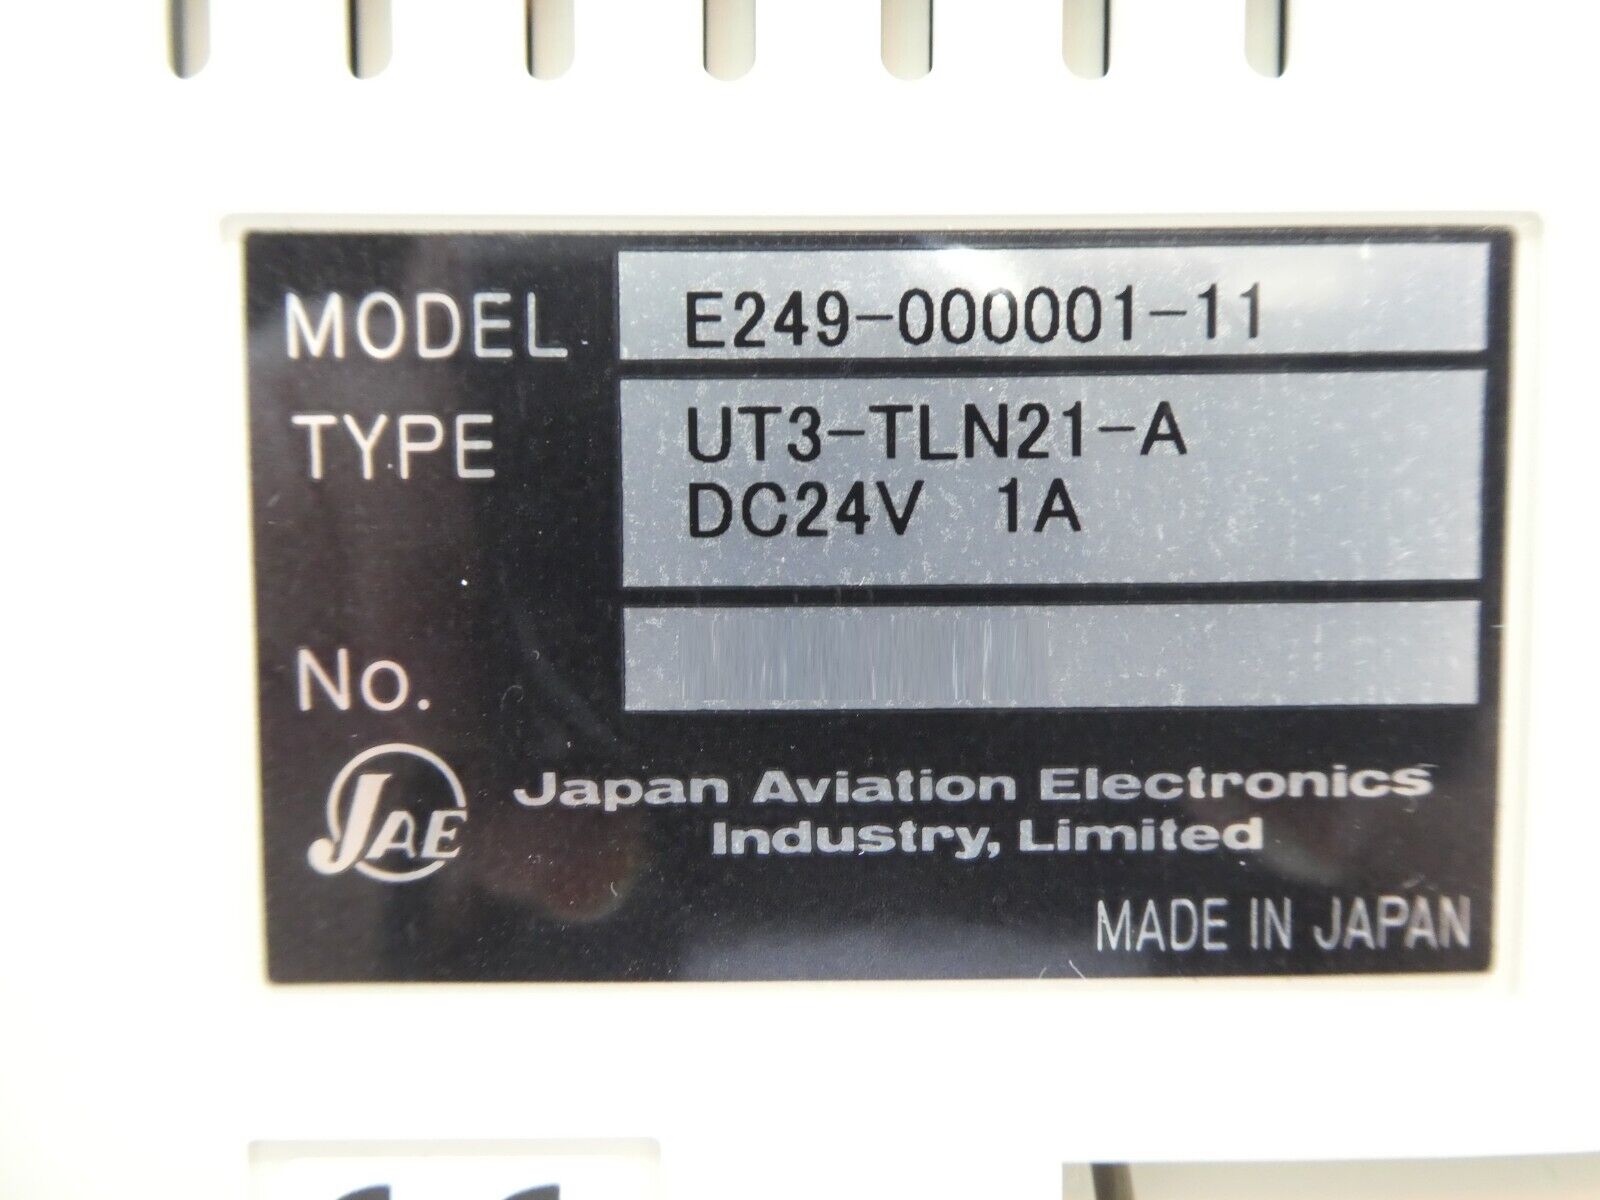 MODEL E249-000001-11
TYPE UT3-TLN21-A
DC24V 1A
No.
JAE
Japan Aviation Electronics
Industry, Limited
MADE IN JAPAN